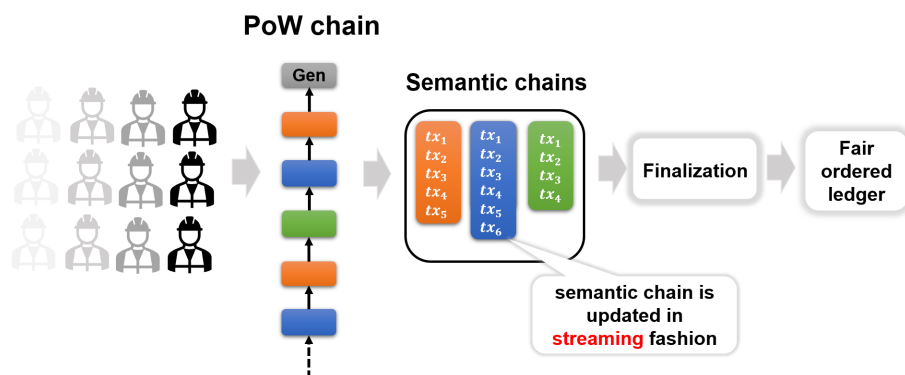 PoW chain
Gen
Semantic chains
tx₁
tx₂
tx₃
tx₄
tx₅
tx₁
tx₂
tx₃
tx₄
tx₅
tx₆
tx₁
tx₂
tx₃
tx₄
Finalization
Fair
ordered
ledger
semantic chain is
updated in
streaming fashion